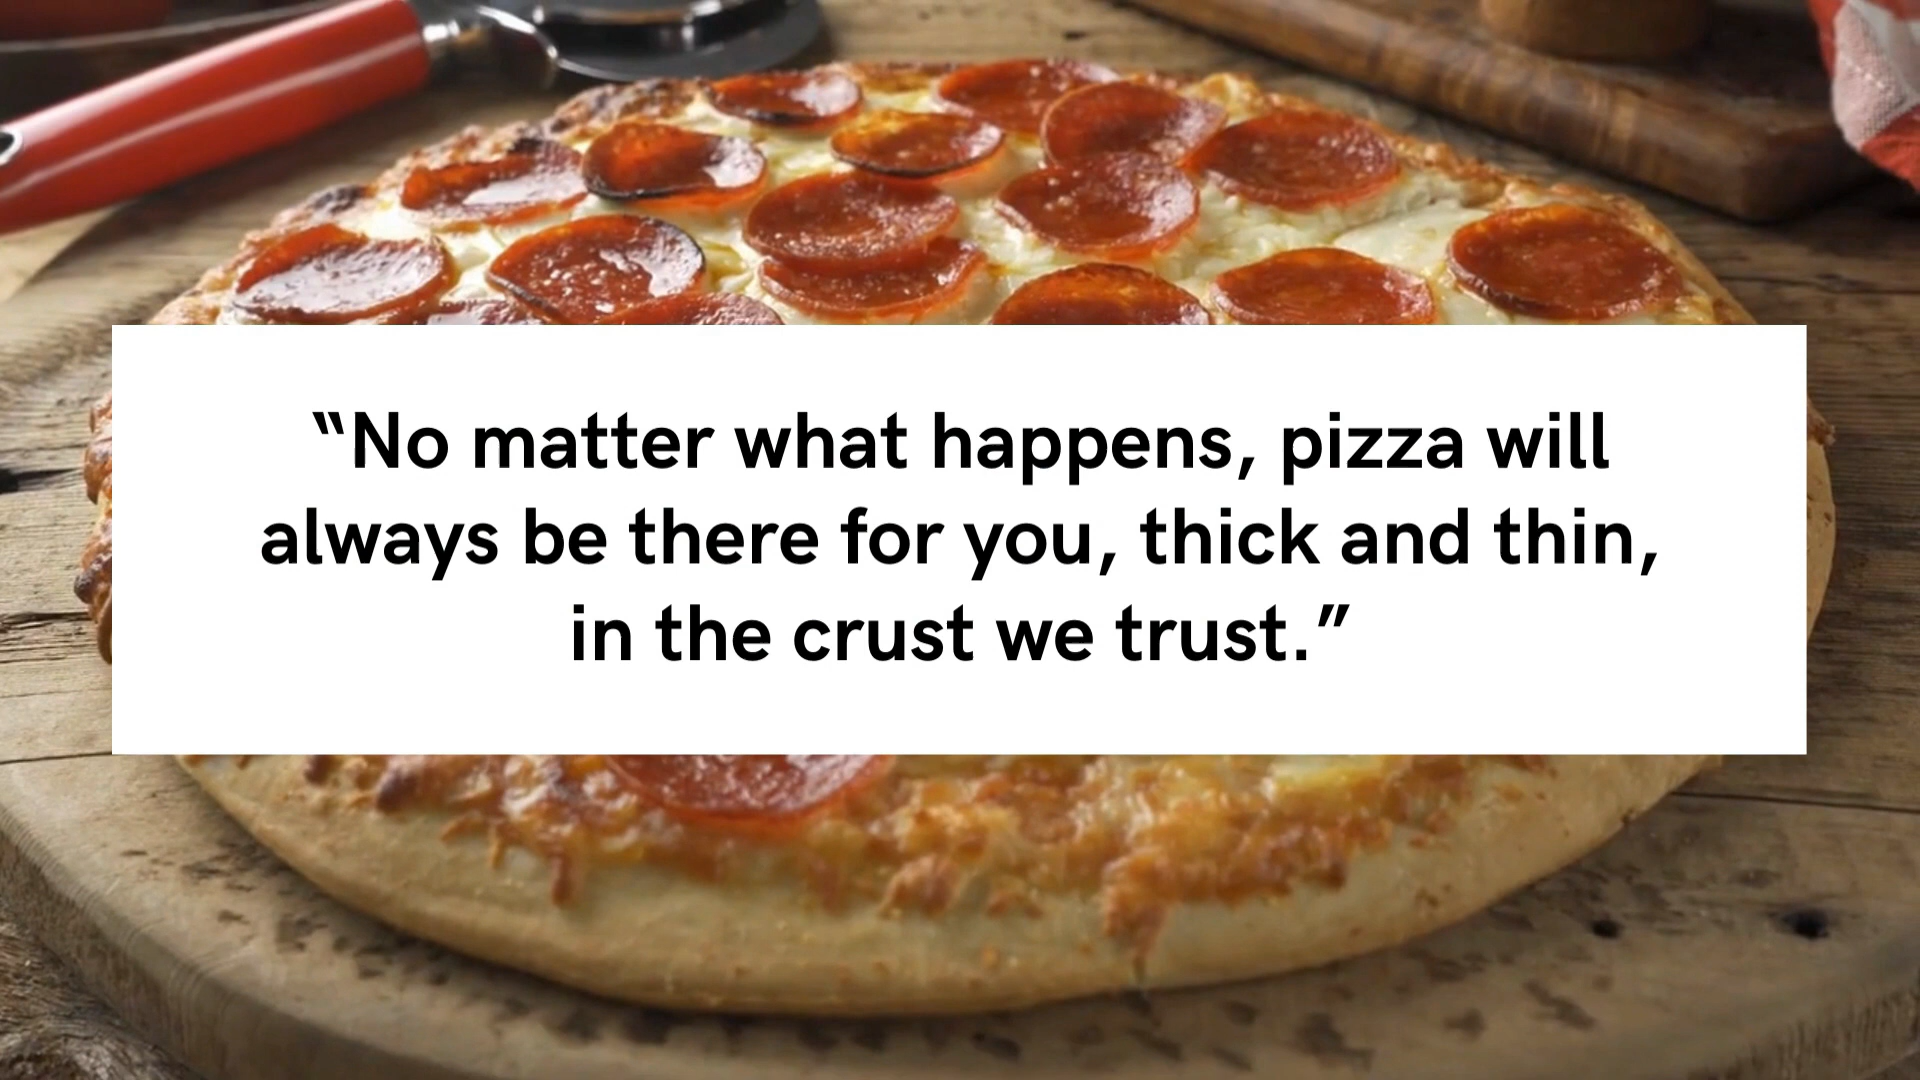 “No matter what happens, pizza will
always be there for you, thick and thin,
in the crust we trust.”